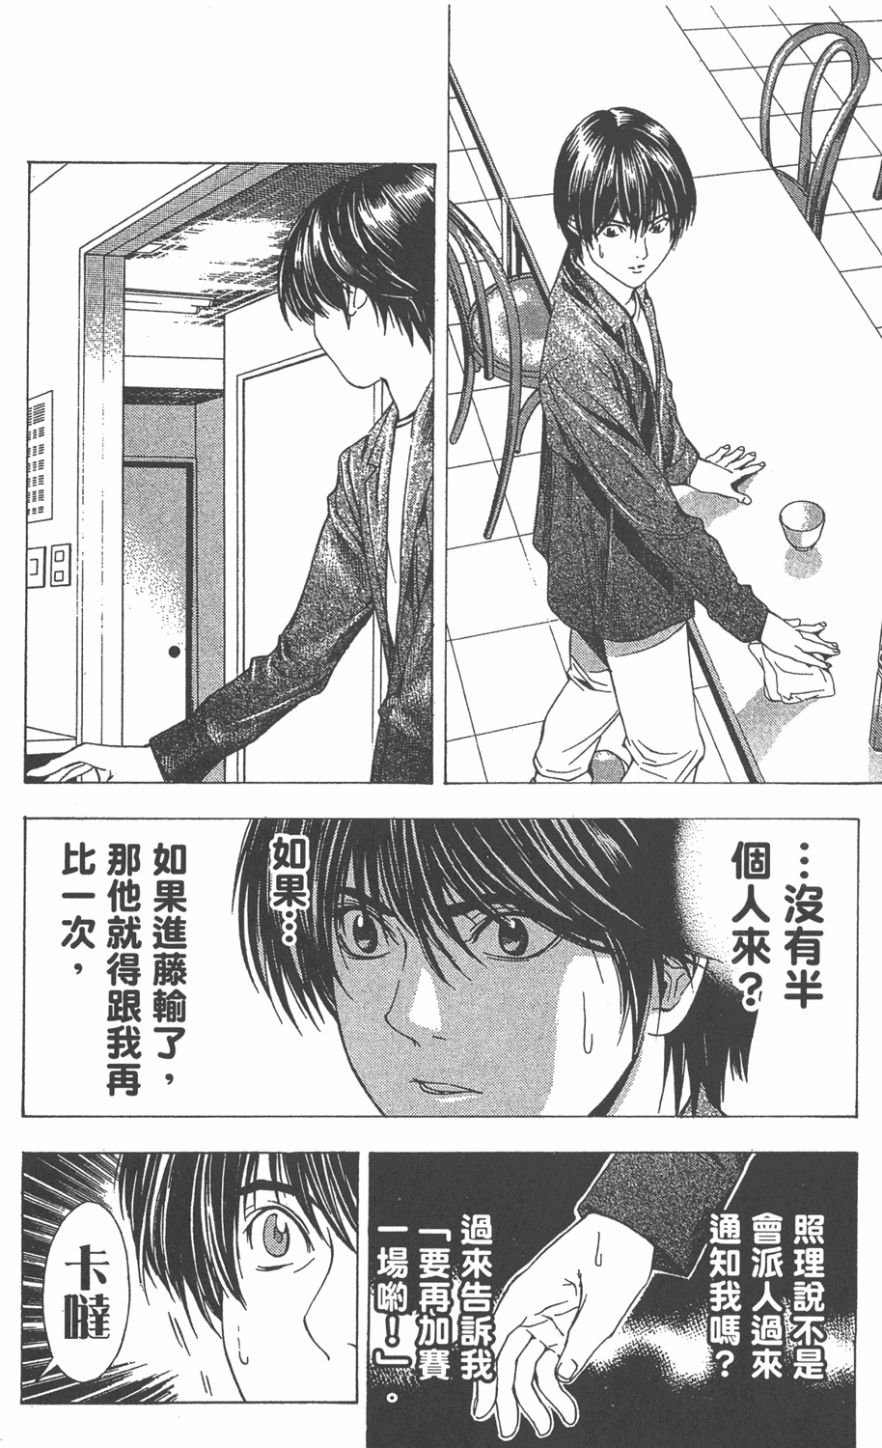 …沒有半
個人來？
如果…
如果進藤輸了，
那他就得跟我再
比一次，
照理說不是
會派人過來
通知我嗎？
過來告訴我
「要再加賽
一場喲！」。
卡噠